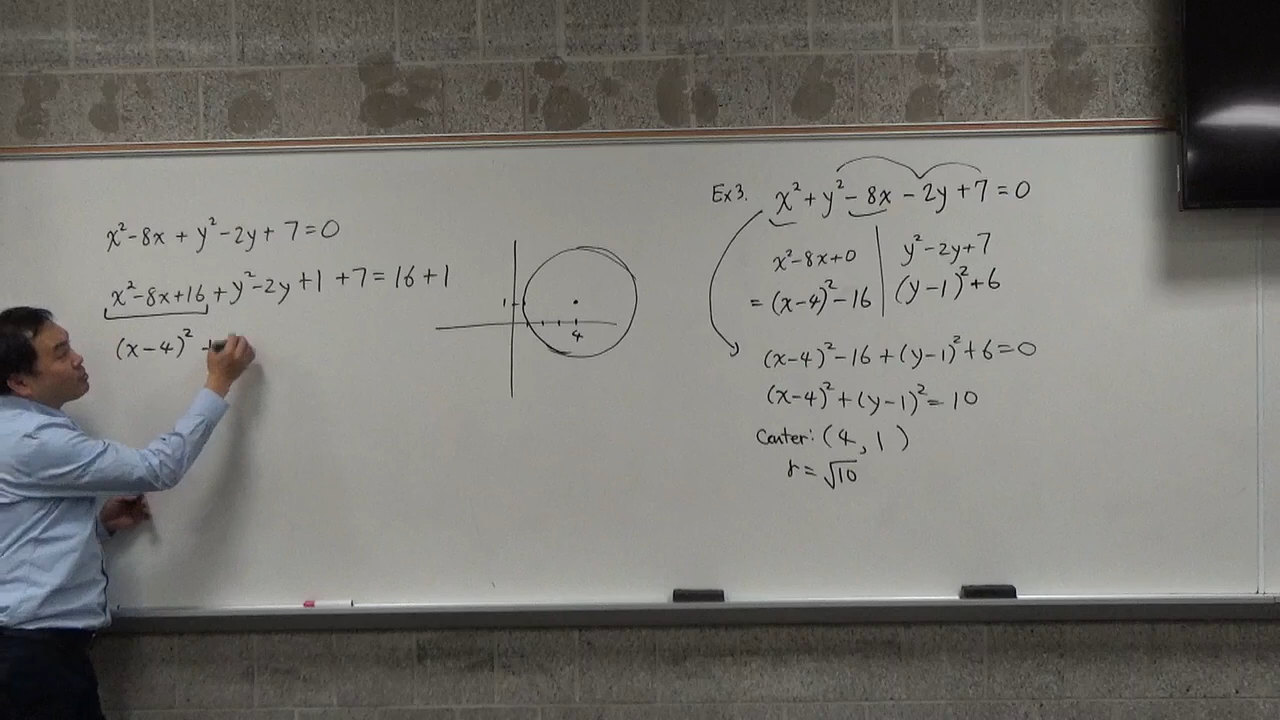 x²-8x + y²-2y + 7 = 0
x²-8x+16 + y²-2y +1 +7 = 16 +1
(x-4)² +
1
4
Ex3. x² + y² - 8x - 2y + 7 = 0
x²-8x+0 | y²-2y+7
= (x-4)² - 16 | (y-1)² + 6
(x-4)² - 16 + (y-1)² + 6 = 0
(x-4)² + (y-1)² = 10
Center: (4, 1)
r = √10